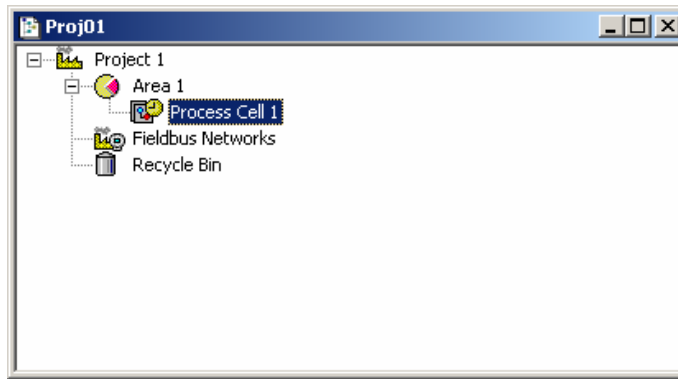 Proj01
Project 1
Area 1
Process Cell 1
Fieldbus Networks
Recycle Bin